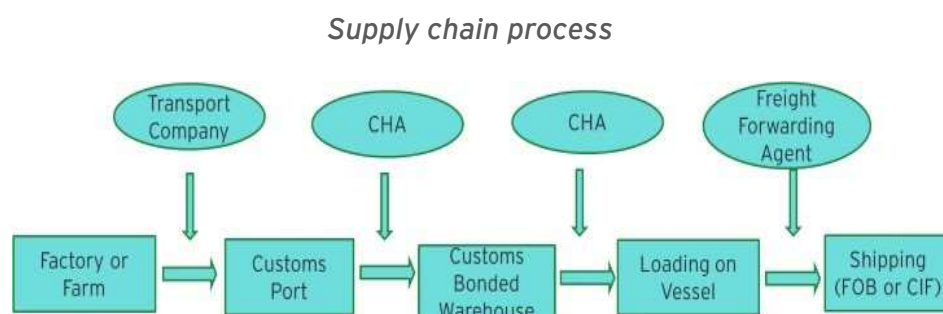 Supply chain process
Transport
Company
CHA
CHA
Freight
Forwarding
Agent
Factory or
Farm
Customs
Port
Customs
Bonded
Warehouse
Loading on
Vessel
Shipping
(FOB or CIF)